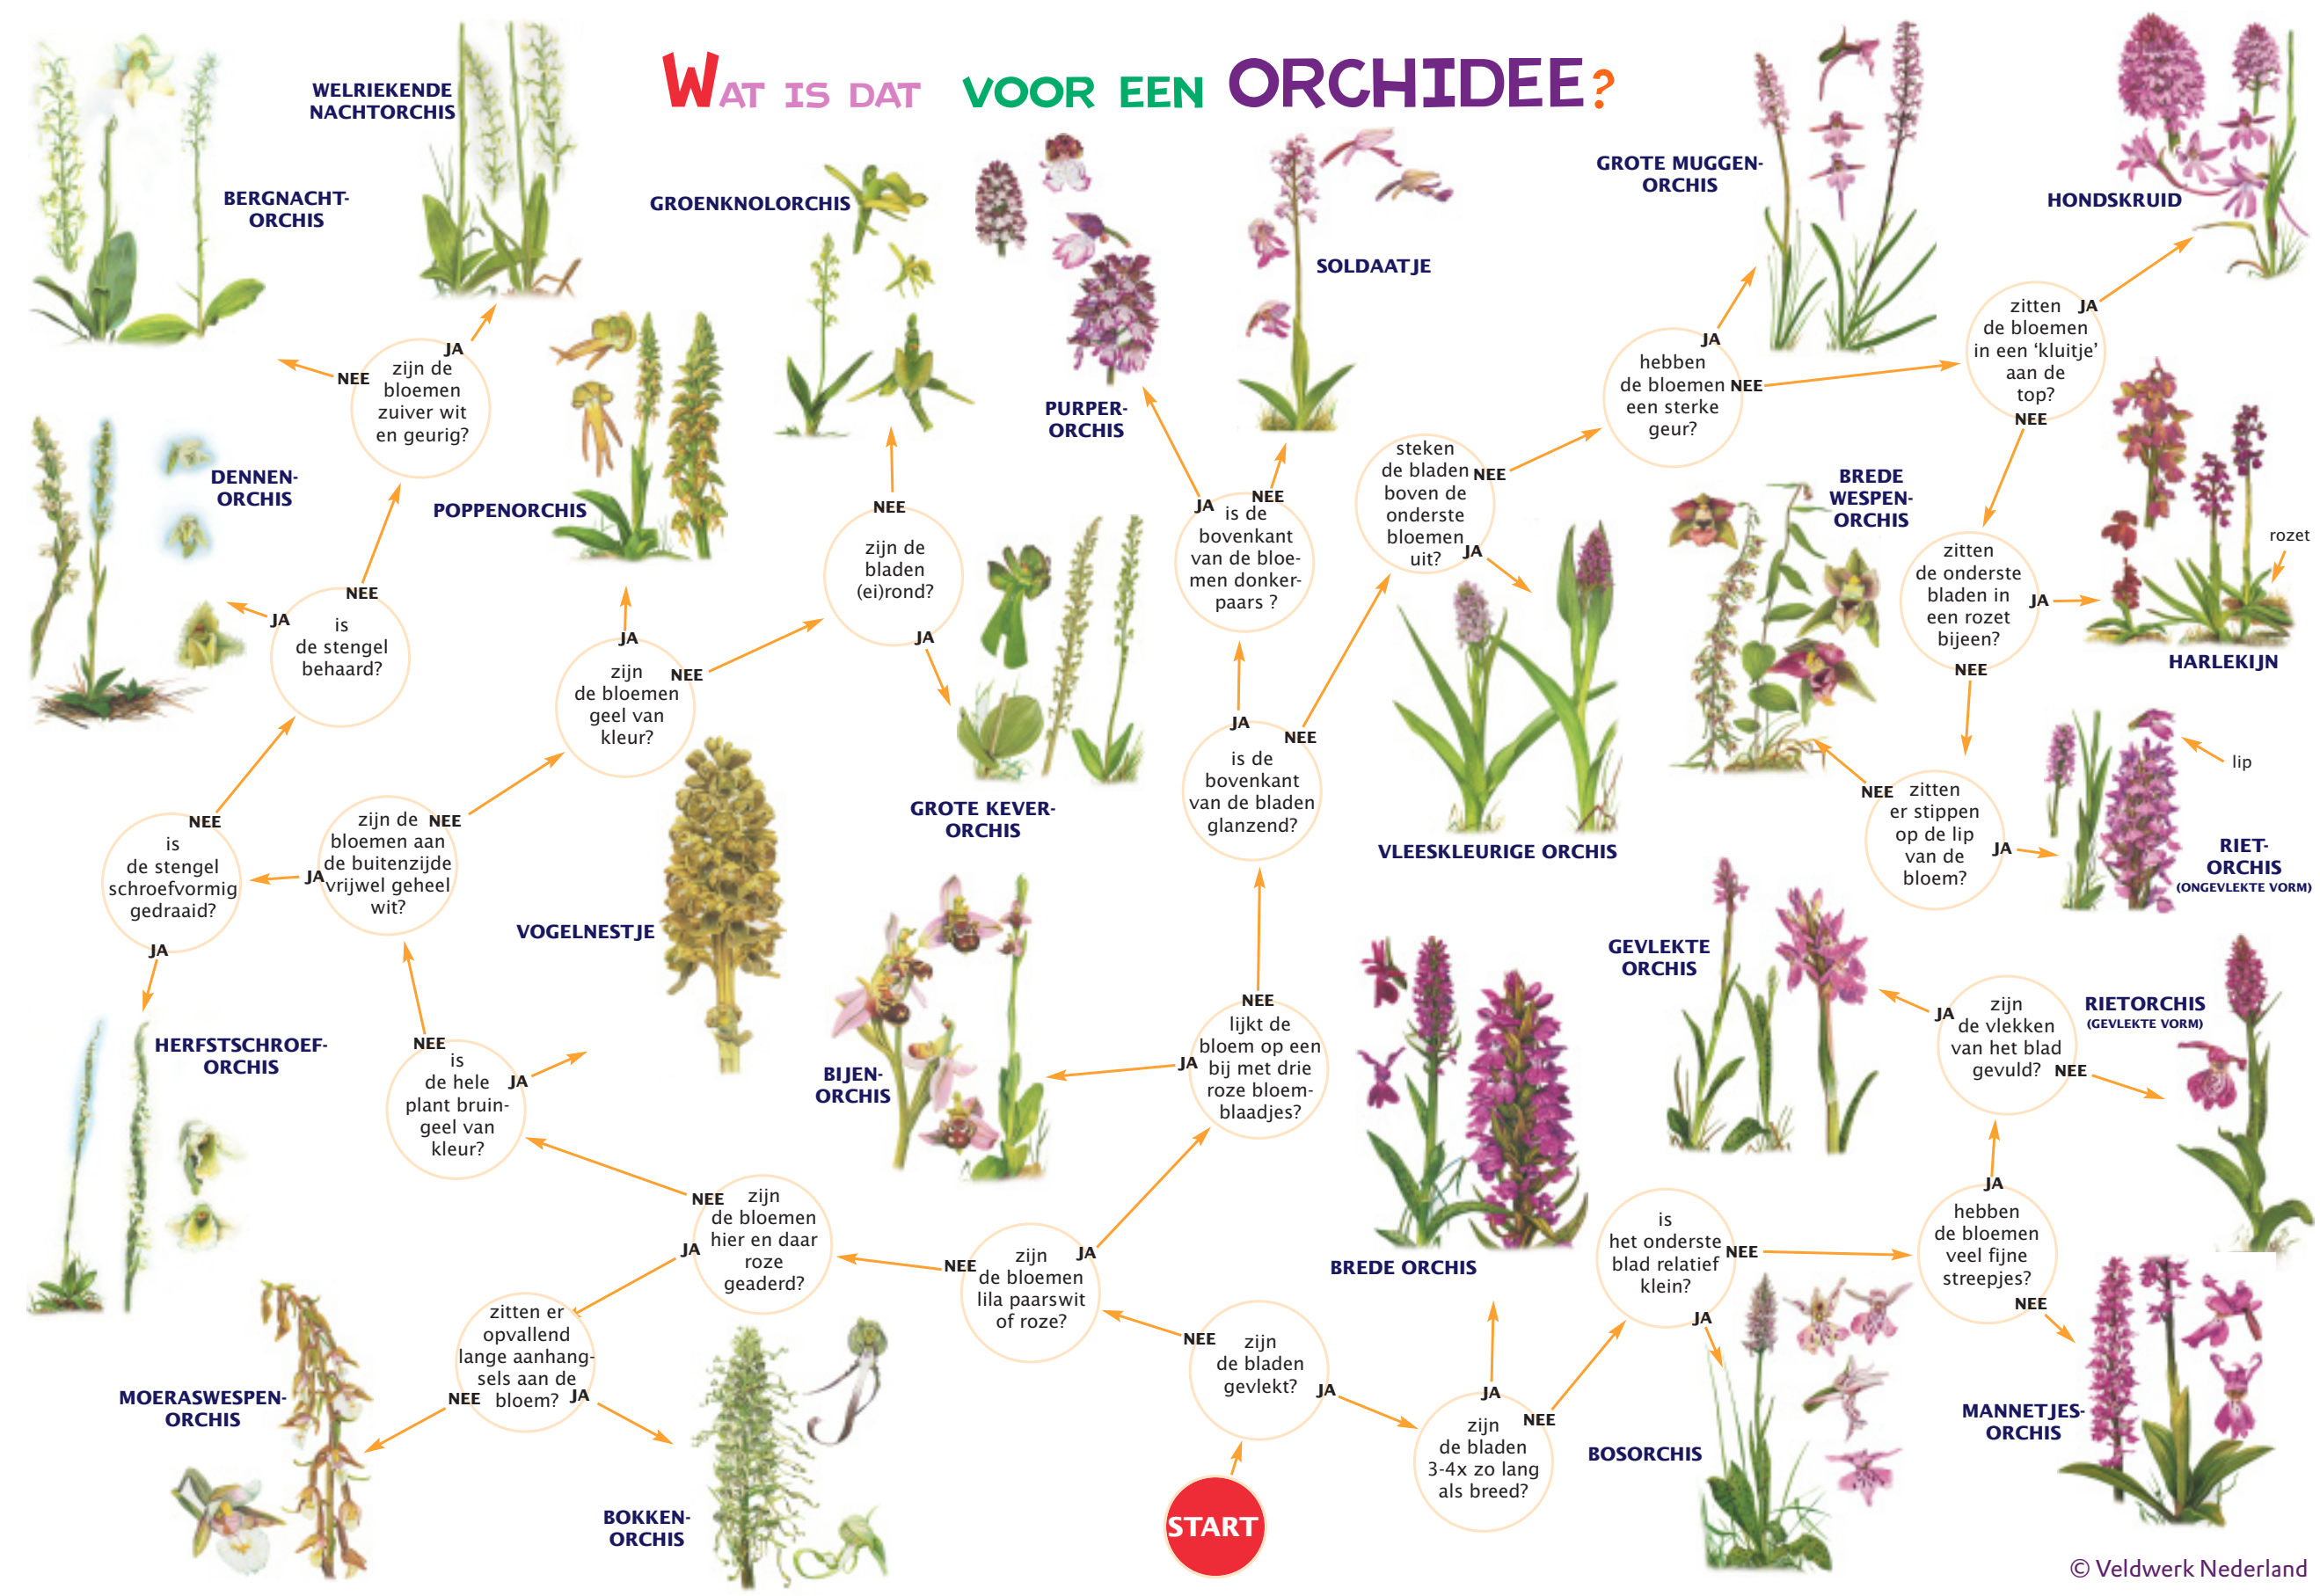 WAT IS DAT VOOR EEN ORCHIDEE?
WELRIEKENDE
NACHTORCHIS
BERGNACHT-
ORCHIS
GROENKNOLORCHIS
SOLDAATJE
GROTE MUGGEN-
ORCHIS
HONDSKRUID
JA
NEE
zijn de
bloemen
zuiver wit
en geurig?
DENNEN-
ORCHIS
POPPENORCHIS
PURPER-
ORCHIS
JA
NEE
hebben
de bloemen
een sterke
geur?
JA
NEE
zitten
de bloemen
in een ‘kluitje’
aan de
top?
NEE
JA
is
de stengel
behaard?
NEE
JA
zijn de
bladen
(ei)rond?
JA
NEE
is de
bovenkant
van de bloe-
men donker-
paars ?
NEE
JA
steken
de bladen
boven de
onderste
bloemen
uit?
BREDE
WESPEN-
ORCHIS
zitten
de onderste
bladen in
een rozet
bijeen?
JA
NEE
rozet
HARLEKIJN
JA
NEE
zijn
de bloemen
geel van
kleur?
JA
NEE
is de
bovenkant
van de bladen
glanzend?
lip
NEE
JA
zitten
er stippen
op de lip
van de
bloem?
RIET-
ORCHIS
(ONGEVLEKTE VORM)
NEE
JA
is
de stengel
schroefvormig
gedraaid?
NEE
JA
zijn de
bloemen aan
de buitenzijde
vrijwel geheel
wit?
GROTE KEVER-
ORCHIS
VLEESKLEURIGE ORCHIS
VOGELNESTJE
GEVLEKTE
ORCHIS
RIETORCHIS
(GEVLEKTE VORM)
JA
NEE
zijn
de vlekken
van het blad
gevuld?
HERFSTSCHROEF-
ORCHIS
NEE
JA
is
de hele
plant bruin-
geel van
kleur?
BIJEN-
ORCHIS
NEE
JA
lijkt de
bloem op een
bij met drie
roze bloem-
blaadjes?
NEE
JA
zijn
de bloemen
hier en daar
roze
geaderd?
NEE
JA
zijn
de bloemen
lila paarswit
of roze?
BREDE ORCHIS
is
het onderste
blad relatief
klein?
NEE
JA
JA
NEE
hebben
de bloemen
veel fijne
streepjes?
zitten er
opvallend
lange aanhang-
sels aan de
bloem?
NEE
JA
MOERASWESPEN-
ORCHIS
BOKKEN-
ORCHIS
NEE
JA
zijn
de bladen
gevlekt?
JA
NEE
zijn
de bladen
3-4x zo lang
als breed?
BOSORCHIS
MANNETJES-
ORCHIS
START
© Veldwerk Nederland